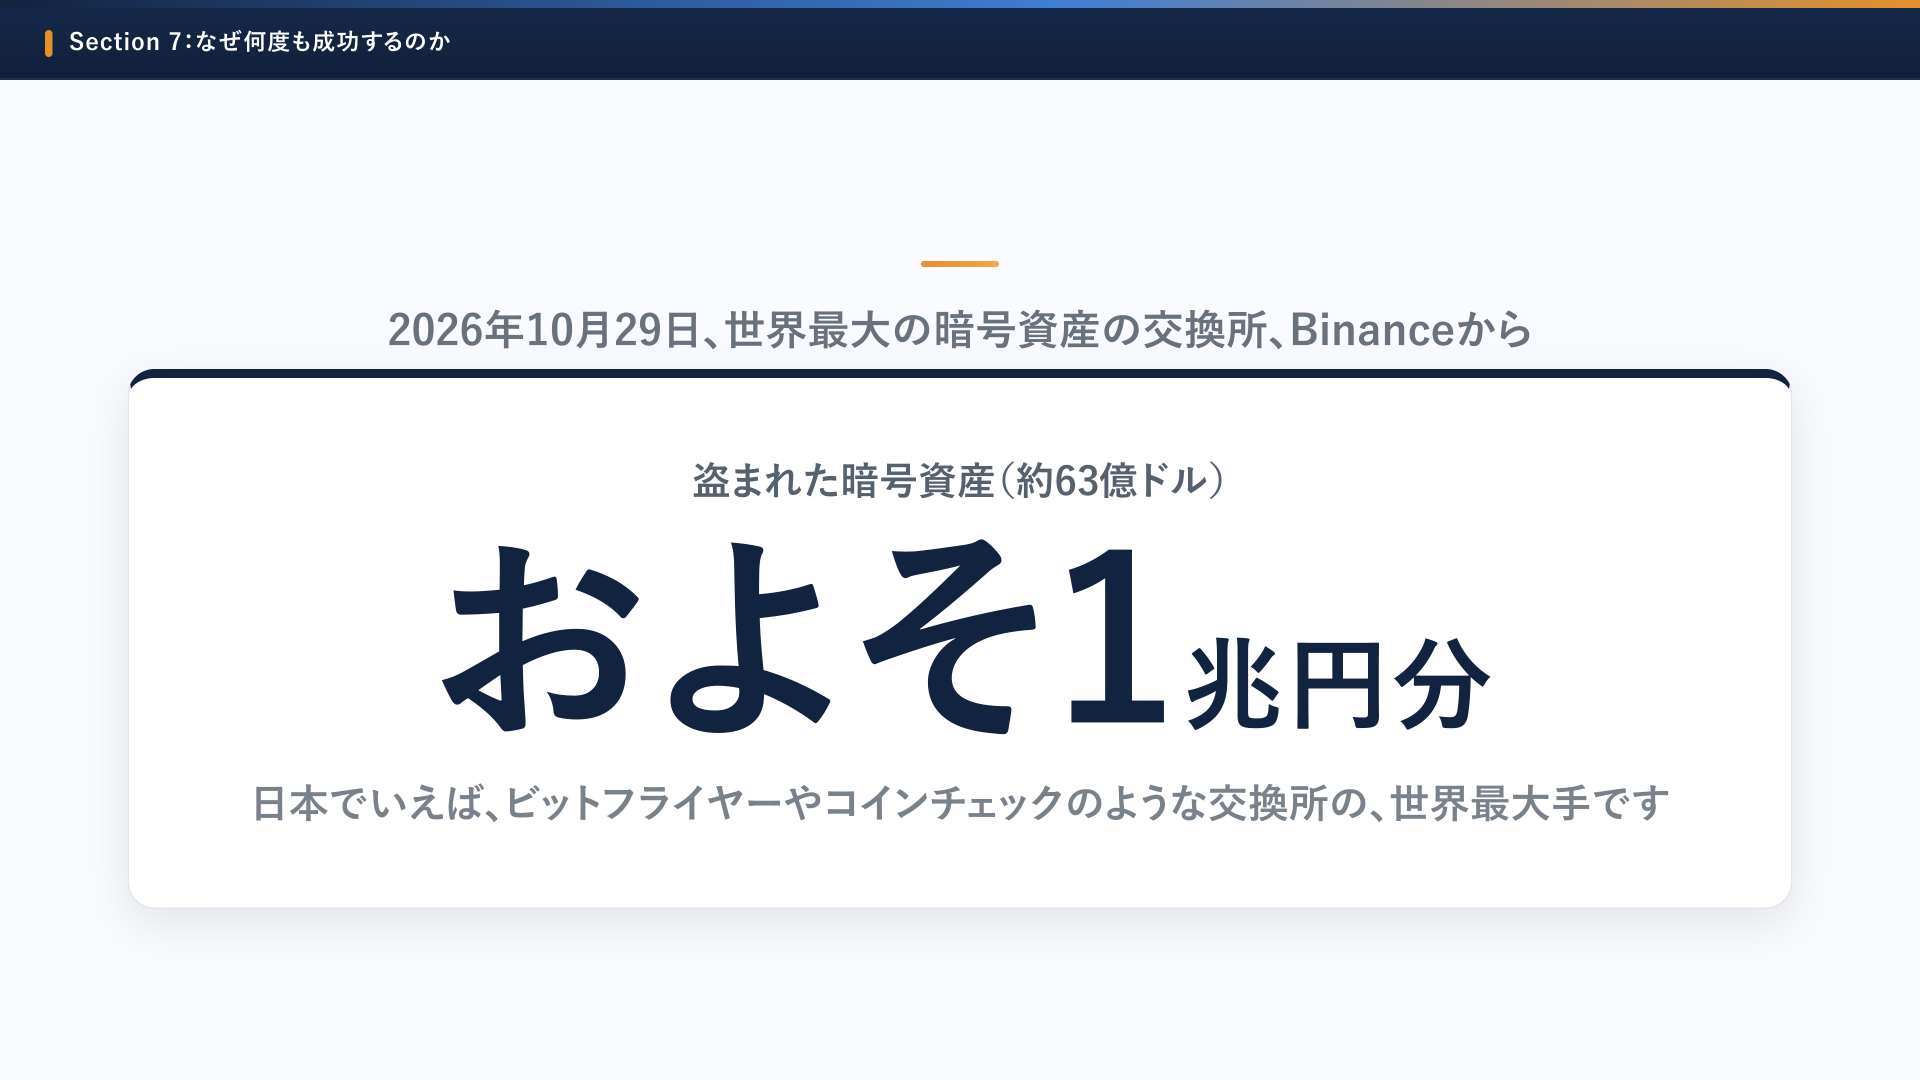 Section 7：なぜ何度も成功するのか
2026年10月29日、世界最大の暗号資産の交換所、Binanceから
盗まれた暗号資産（約63億ドル）
およそ1兆円分
日本でいえば、ビットフライヤーやコインチェックのような交換所の、世界最大手です